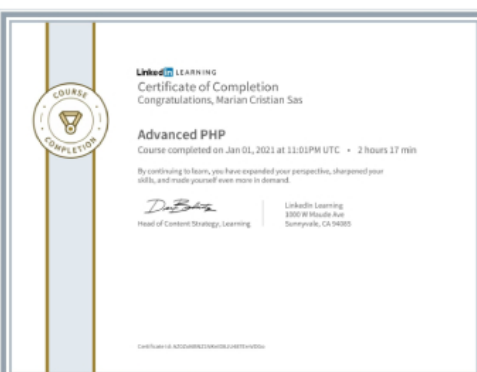 COURSE
COMPLETION
LinkedIn LEARNING
Certificate of Completion
Congratulations, Marian Cristian Sas
Advanced PHP
Course completed on Jan 01, 2021 at 11:01PM UTC • 2 hours 17 min
By continuing to learn, you have expanded your perspective, sharpened your
skills, and made yourself even more in demand.
Head of Content Strategy, Learning
LinkedIn Learning
1000 W Maude Ave
Sunnyvale, CA 94085
Certificate Id: